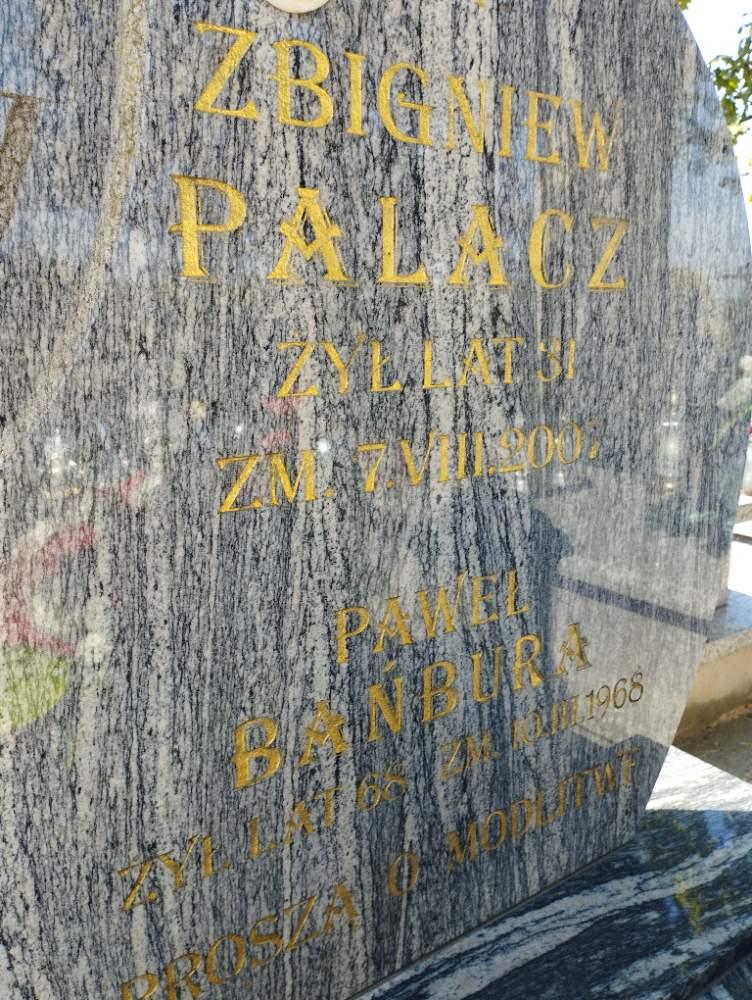 ZBIGNIEW
PALACZ
ŻYŁ LAT 31
ZM. 7.VIII.2007
PAWEŁ
BAŃBURA
ŻYŁ LAT 68 ZM. 10.III.1968
PROSZĄ O MODLITWĘ